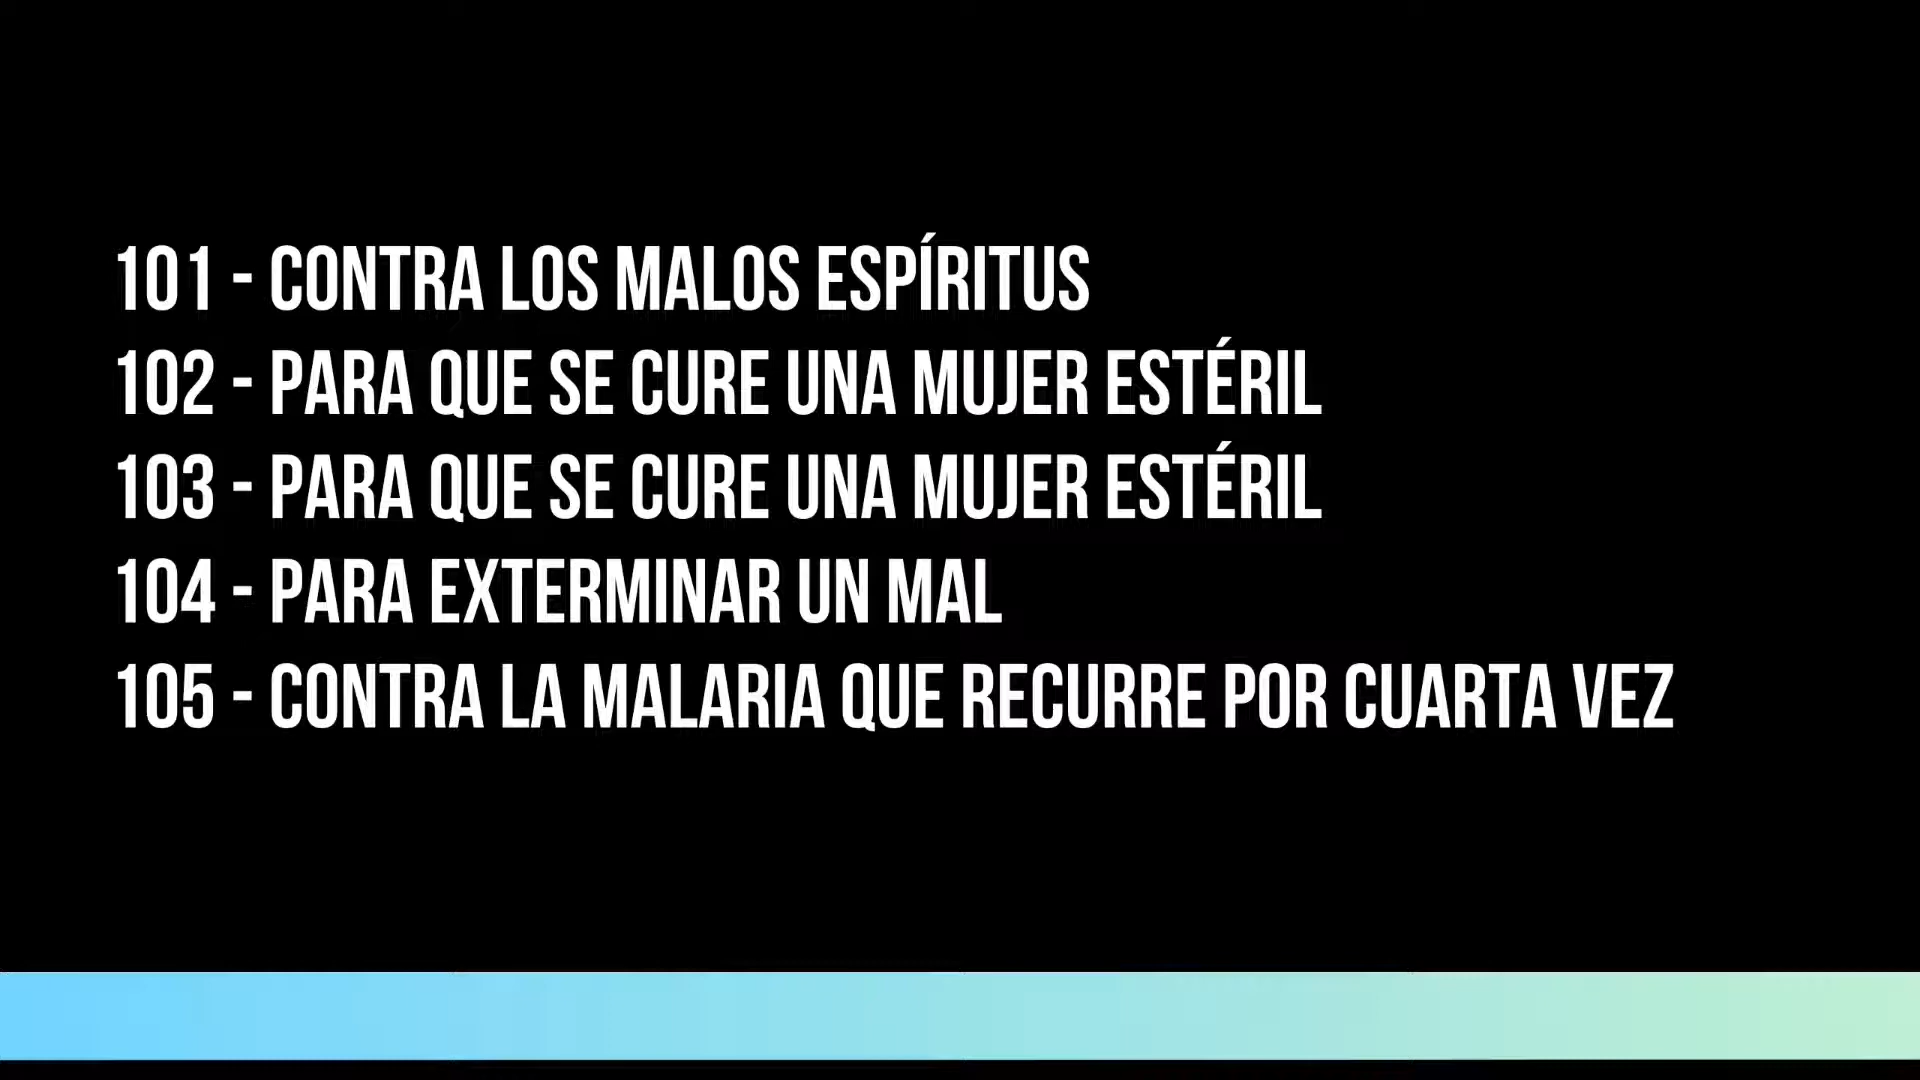 101 - CONTRA LOS MALOS ESPÍRITUS
102 - PARA QUE SE CURE UNA MUJER ESTÉRIL
103 - PARA QUE SE CURE UNA MUJER ESTÉRIL
104 - PARA EXTERMINAR UN MAL
105 - CONTRA LA MALARIA QUE RECURRE POR CUARTA VEZ